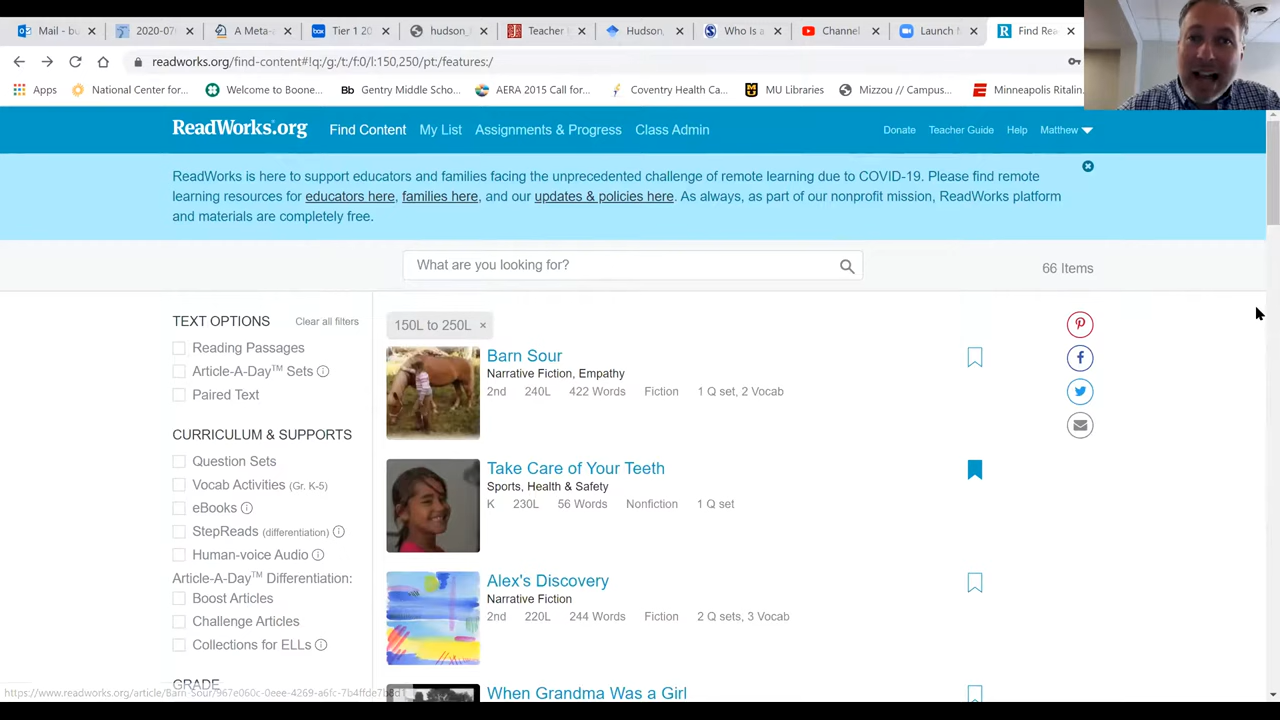 Mail - bu
2020-07-
A Meta-
Tier 1 20
hudson_
Teacher
Hudson,
Who Is a
Channel
Launch M
Find Rea
readworks.org/find-content#!q:/g:/t:/f:0/l:150,250/pt:/features:/
Apps
National Center for...
Welcome to Boone...
Bb Gentry Middle Scho...
AERA 2015 Call for...
Coventry Health Ca...
MU Libraries
Mizzou // Campus...
Minneapolis Ritalin...
ReadWorks.org
Find Content
My List
Assignments & Progress
Class Admin
Donate
Teacher Guide
Help
Matthew
ReadWorks is here to support educators and families facing the unprecedented challenge of remote learning due to COVID-19. Please find remote
learning resources for educators here, families here, and our updates & policies here. As always, as part of our nonprofit mission, ReadWorks platform
and materials are completely free.
What are you looking for?
66 Items
TEXT OPTIONS
Clear all filters
Reading Passages
Article-A-Day™ Sets
Paired Text
CURRICULUM & SUPPORTS
Question Sets
Vocab Activities (Gr. K-5)
eBooks
StepReads (differentiation)
Human-voice Audio
Article-A-Day™ Differentiation:
Boost Articles
Challenge Articles
Collections for ELLs
GRADE
150L to 250L ×
Barn Sour
Narrative Fiction, Empathy
2nd 240L 422 Words Fiction 1 Q set, 2 Vocab
Take Care of Your Teeth
Sports, Health & Safety
K 230L 56 Words Nonfiction 1 Q set
Alex's Discovery
Narrative Fiction
2nd 220L 244 Words Fiction 2 Q sets, 3 Vocab
When Grandma Was a Girl